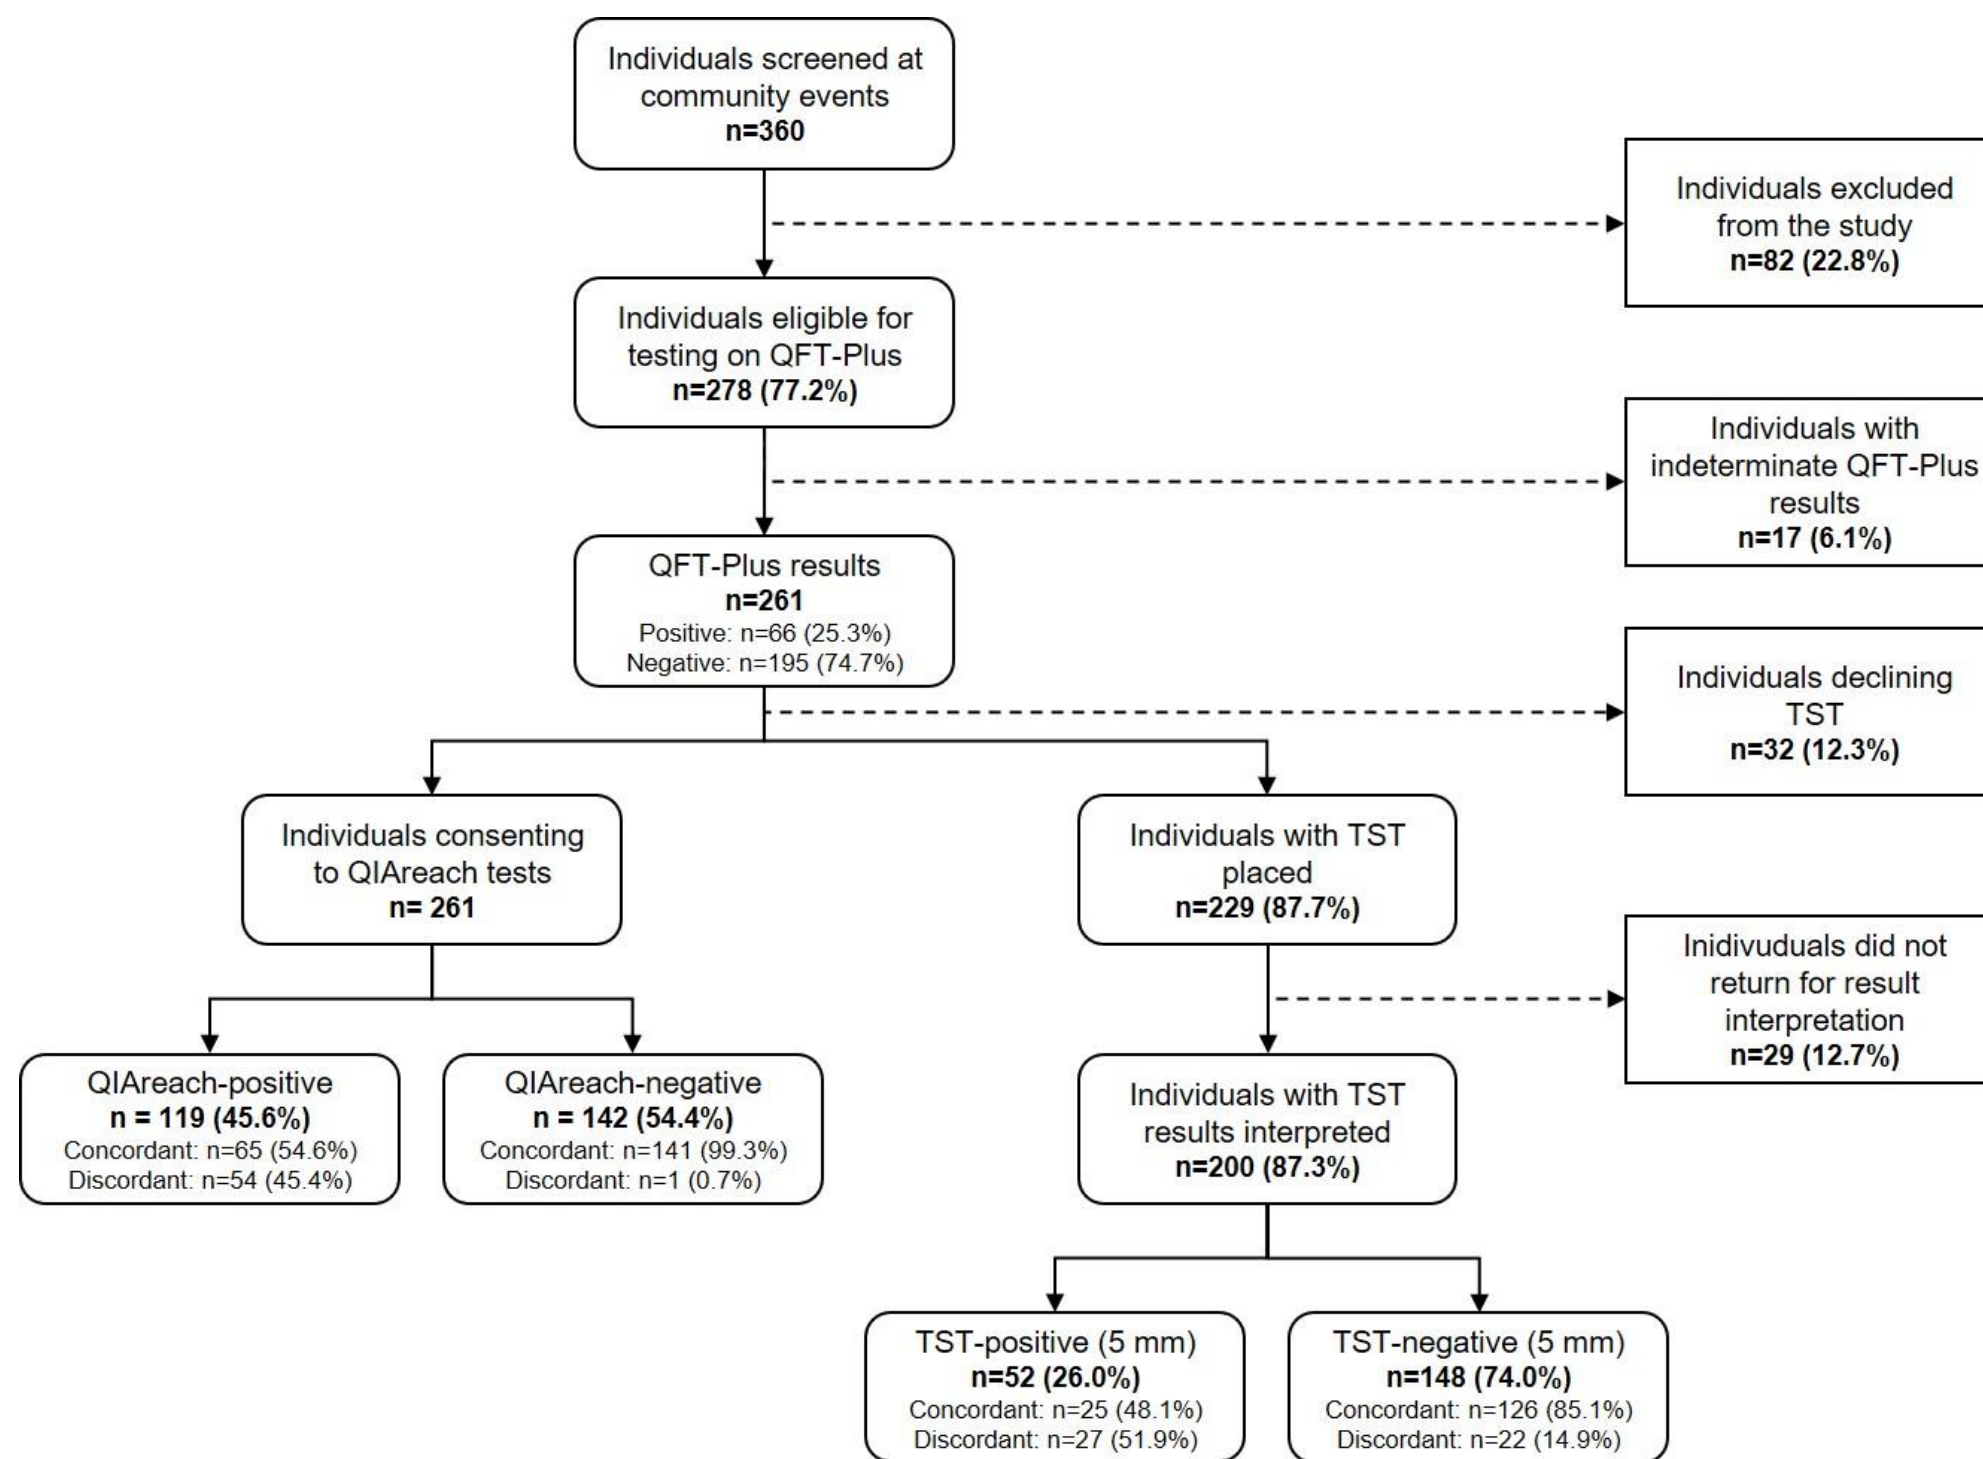 Individuals screened at
community events
n=360
Individuals excluded
from the study
n=82 (22.8%)
Individuals eligible for
testing on QFT-Plus
n=278 (77.2%)
Individuals with
indeterminate QFT-Plus
results
n=17 (6.1%)
QFT-Plus results
n=261
Positive: n=66 (25.3%)
Negative: n=195 (74.7%)
Individuals declining
TST
n=32 (12.3%)
Individuals consenting
to QIAreach tests
n= 261
Individuals with TST
placed
n=229 (87.7%)
Inidivuduals did not
return for result
interpretation
n=29 (12.7%)
QIAreach-positive
n = 119 (45.6%)
Concordant: n=65 (54.6%)
Discordant: n=54 (45.4%)
QIAreach-negative
n = 142 (54.4%)
Concordant: n=141 (99.3%)
Discordant: n=1 (0.7%)
Individuals with TST
results interpreted
n=200 (87.3%)
TST-positive (5 mm)
n=52 (26.0%)
Concordant: n=25 (48.1%)
Discordant: n=27 (51.9%)
TST-negative (5 mm)
n=148 (74.0%)
Concordant: n=126 (85.1%)
Discordant: n=22 (14.9%)